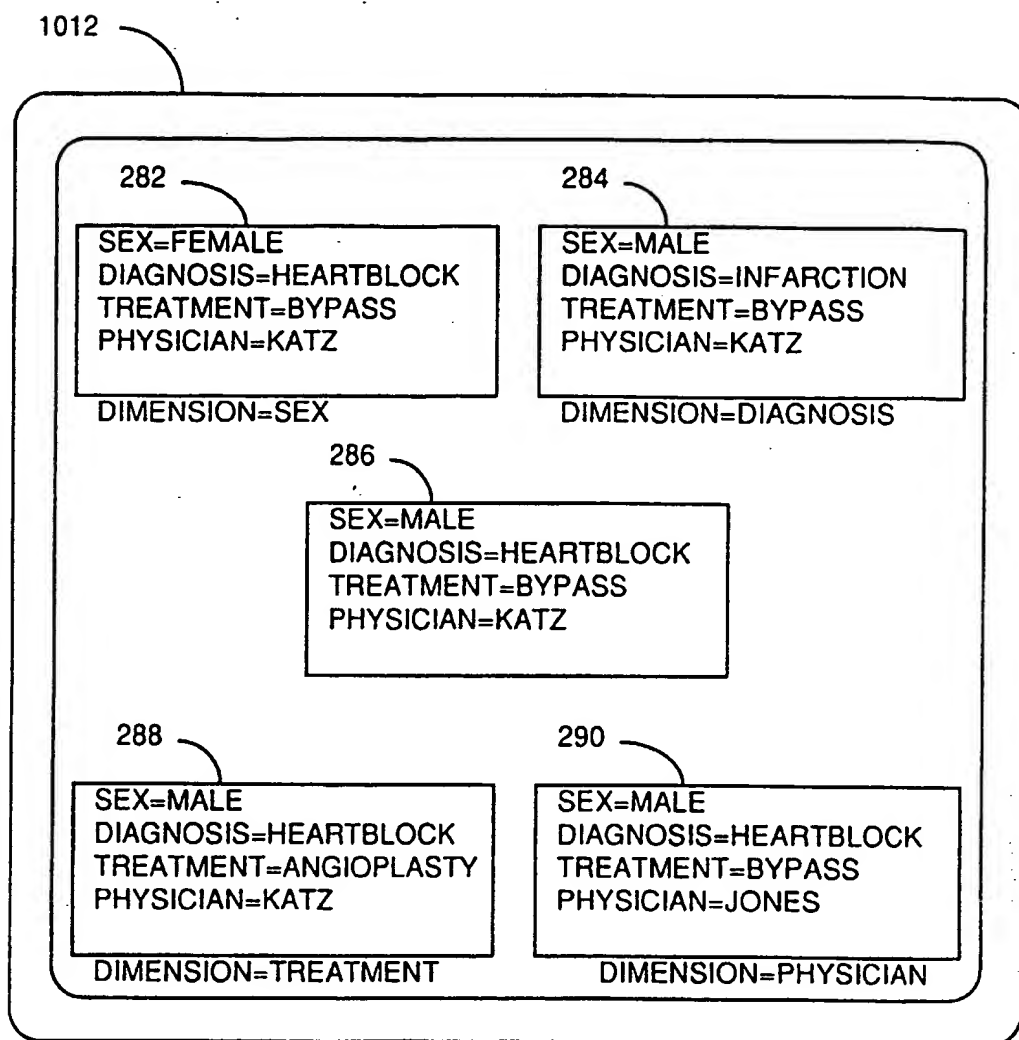 1012
282
SEX=FEMALE
DIAGNOSIS=HEARTBLOCK
TREATMENT=BYPASS
PHYSICIAN=KATZ
DIMENSION=SEX
284
SEX=MALE
DIAGNOSIS=INFARCTION
TREATMENT=BYPASS
PHYSICIAN=KATZ
DIMENSION=DIAGNOSIS
286
SEX=MALE
DIAGNOSIS=HEARTBLOCK
TREATMENT=BYPASS
PHYSICIAN=KATZ
288
SEX=MALE
DIAGNOSIS=HEARTBLOCK
TREATMENT=ANGIOPLASTY
PHYSICIAN=KATZ
DIMENSION=TREATMENT
290
SEX=MALE
DIAGNOSIS=HEARTBLOCK
TREATMENT=BYPASS
PHYSICIAN=JONES
DIMENSION=PHYSICIAN